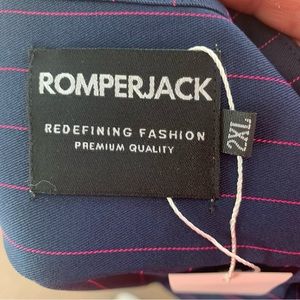 ROMPERJACK
REDEFINING FASHION
PREMIUM QUALITY
2XL